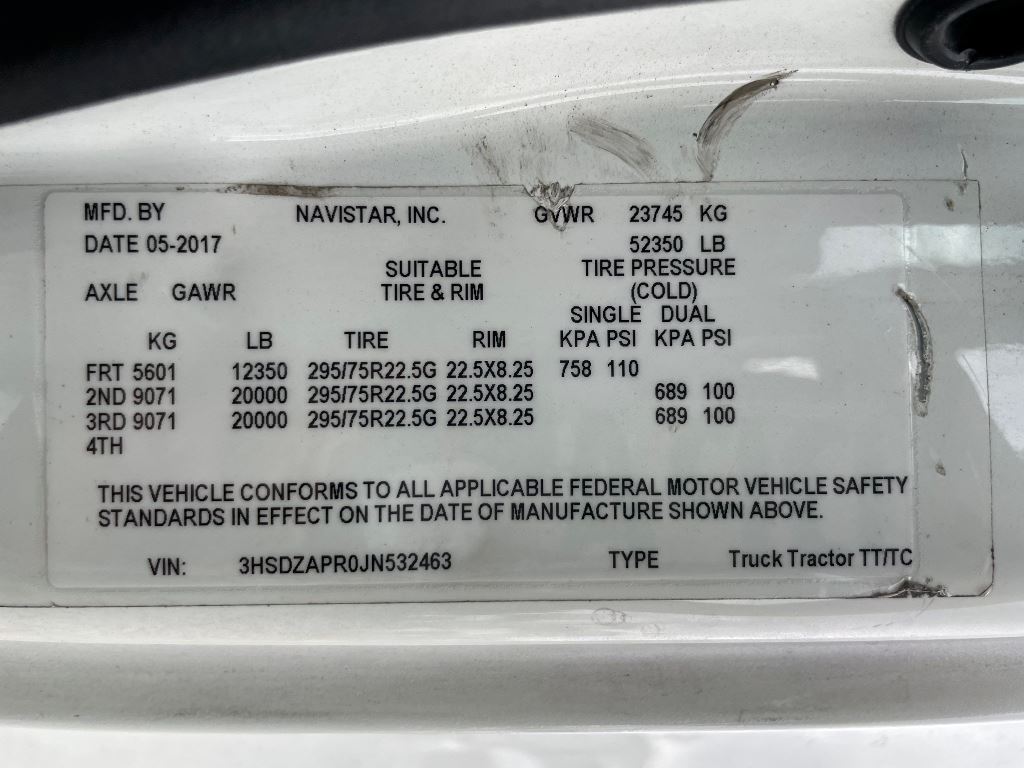 MFD. BY NAVISTAR, INC. GVWR 23745 KG
DATE 05-2017 52350 LB
SUITABLE TIRE PRESSURE
AXLE GAWR TIRE & RIM (COLD)
SINGLE DUAL
KG LB TIRE RIM KPA PSI KPA PSI
FRT 5601 12350 295/75R22.5G 22.5X8.25 758 110
2ND 9071 20000 295/75R22.5G 22.5X8.25 689 100
3RD 9071 20000 295/75R22.5G 22.5X8.25 689 100
4TH
THIS VEHICLE CONFORMS TO ALL APPLICABLE FEDERAL MOTOR VEHICLE SAFETY
STANDARDS IN EFFECT ON THE DATE OF MANUFACTURE SHOWN ABOVE.
VIN: 3HSDZAPR0JN532463 TYPE Truck Tractor TT/TC